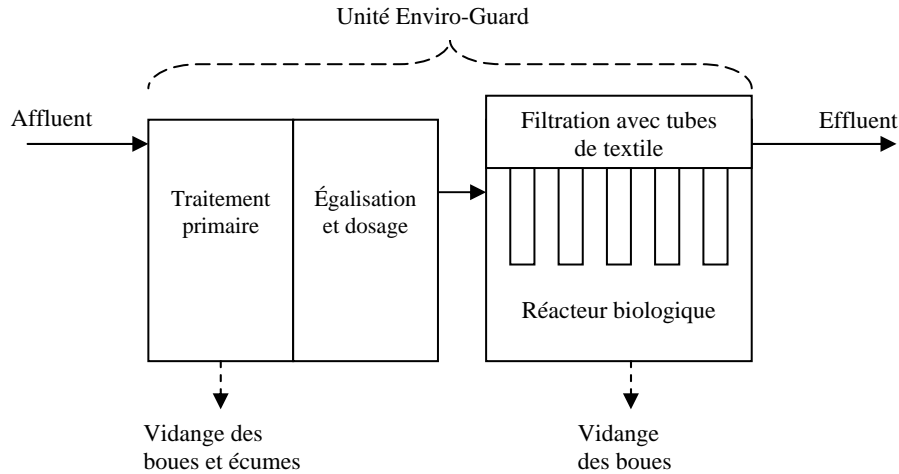 Unité Enviro-Guard
Affluent
Filtration avec tubes
de textile
Effluent
Traitement
primaire
Égalisation
et dosage
Réacteur biologique
Vidange des
boues et écumes
Vidange
des boues